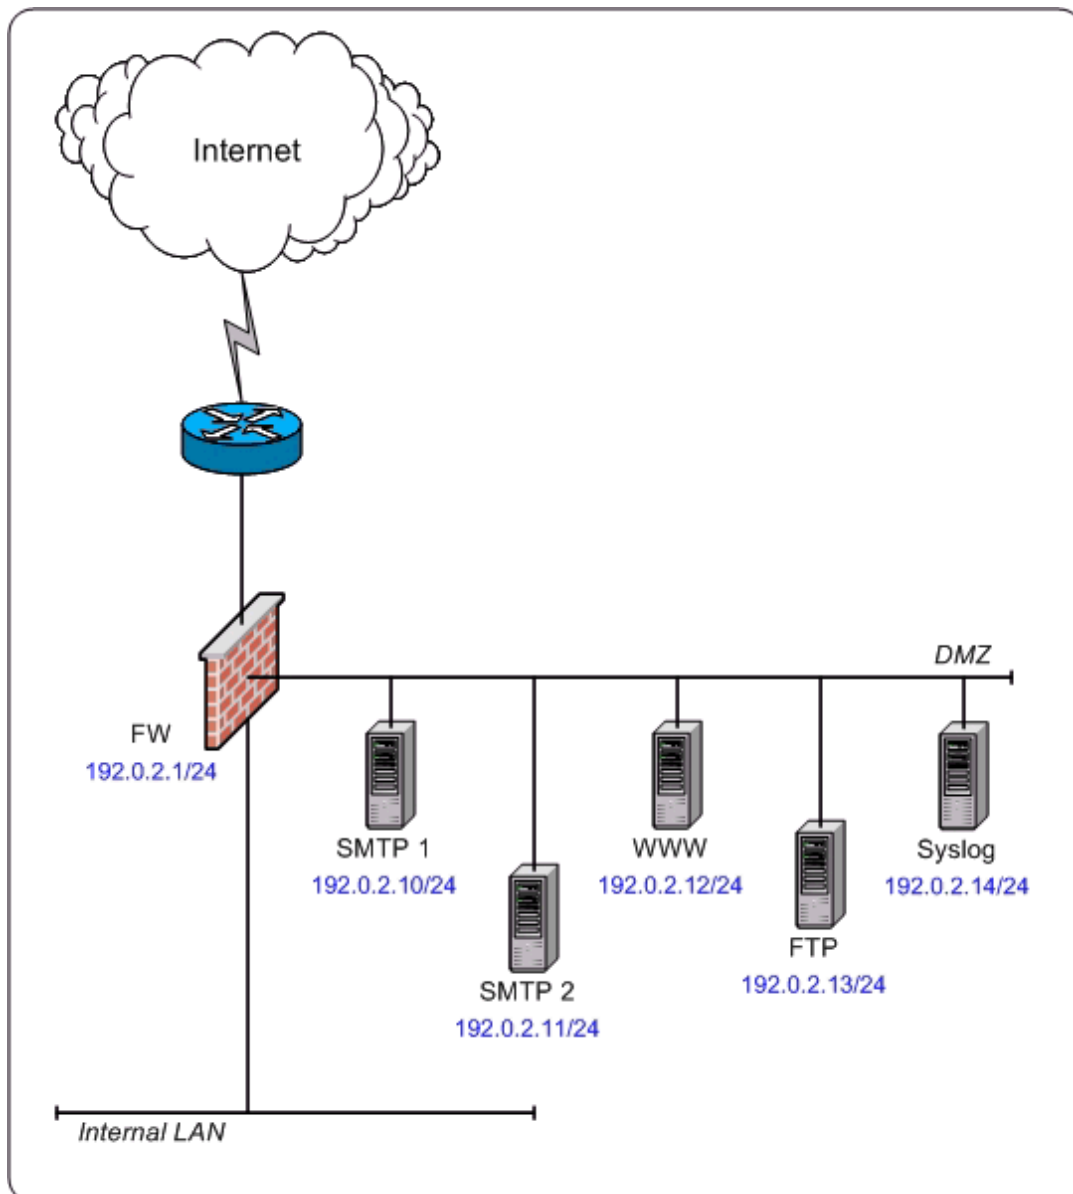 Internet
DMZ
FW
192.0.2.1/24
SMTP 1
192.0.2.10/24
WWW
192.0.2.12/24
Syslog
192.0.2.14/24
FTP
192.0.2.13/24
SMTP 2
192.0.2.11/24
Internal LAN